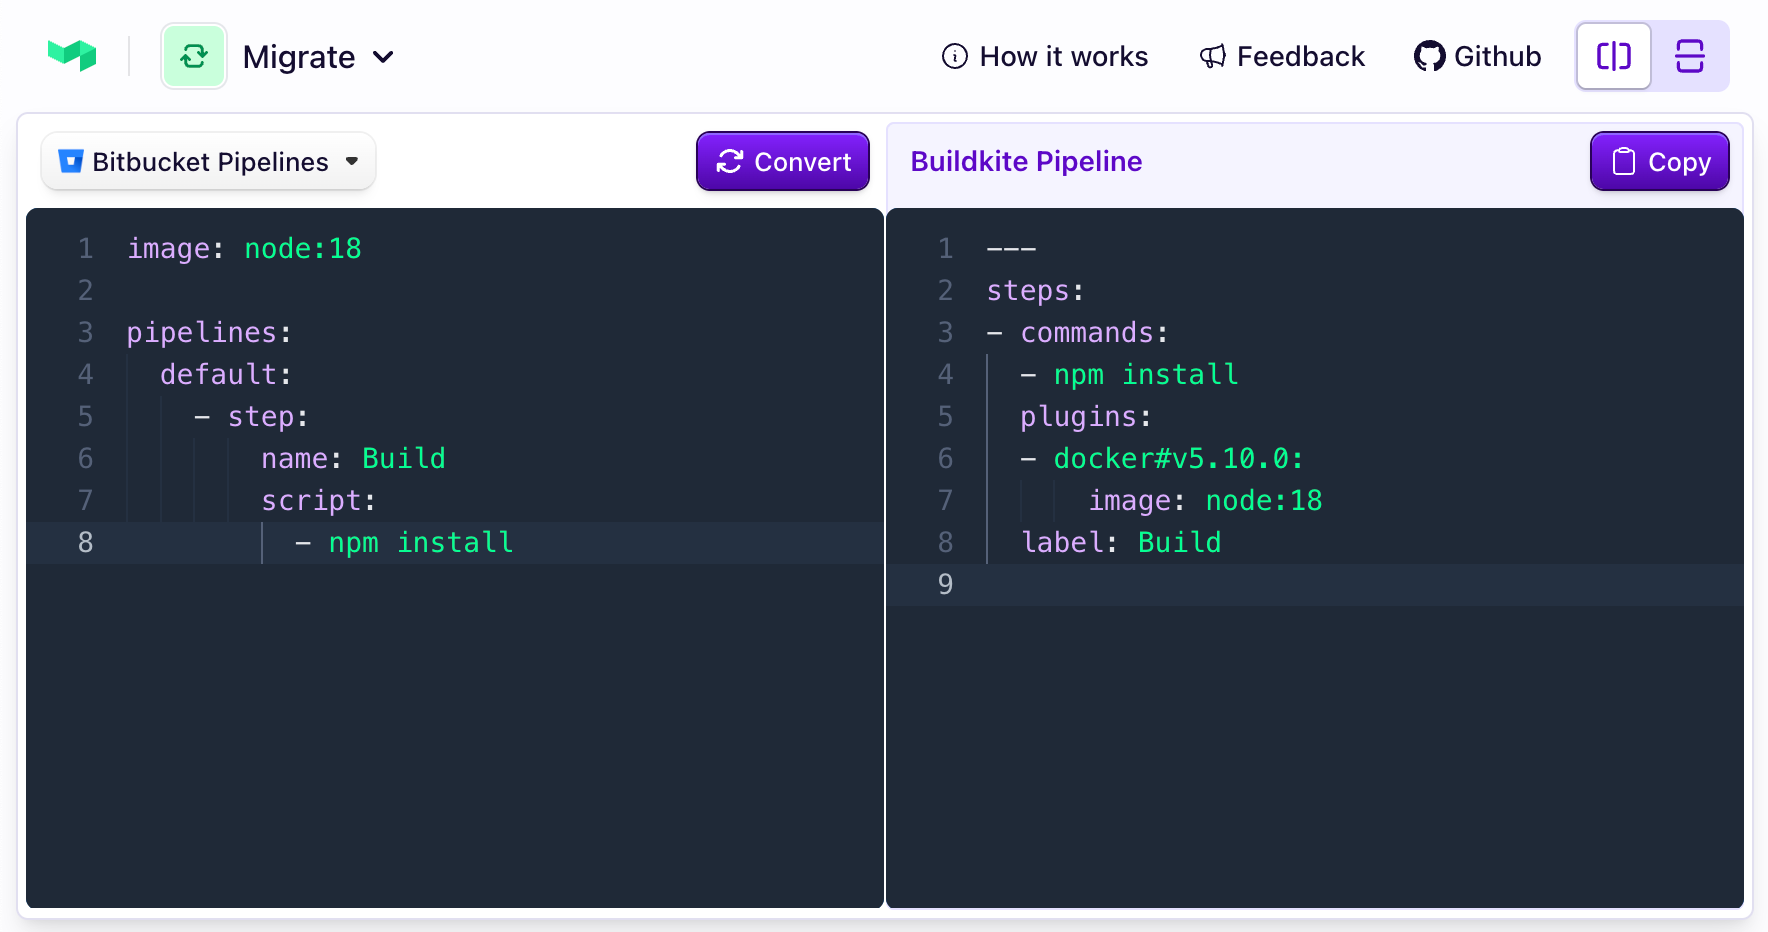 Migrate
How it works
Feedback
Github
Bitbucket Pipelines
Convert
1 image: node:18
2
3 pipelines:
4   default:
5     - step:
6         name: Build
7         script:
8           - npm install
Buildkite Pipeline
Copy
1 ---
2 steps:
3 - commands:
4   - npm install
5   plugins:
6   - docker#v5.10.0:
7       image: node:18
8   label: Build
9